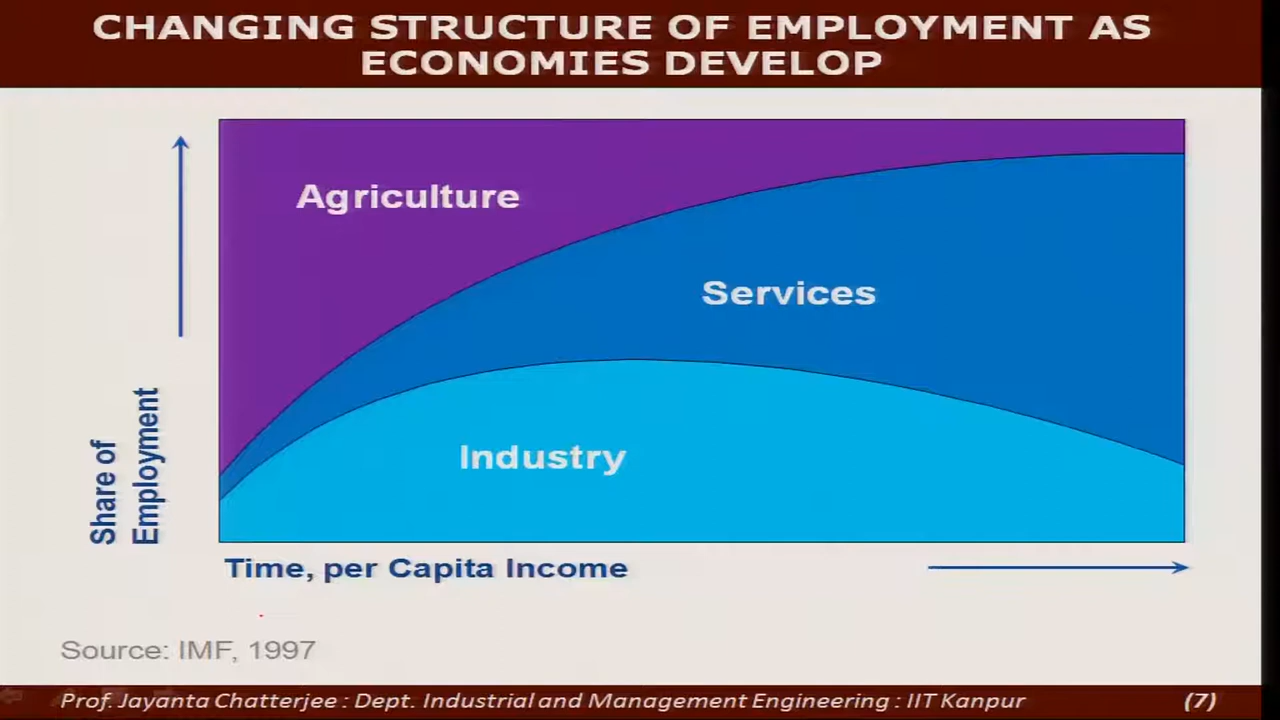 CHANGING STRUCTURE OF EMPLOYMENT AS
ECONOMIES DEVELOP
Agriculture
Services
Industry
Share of
Employment
Time, per Capita Income
Source: IMF, 1997
Prof. Jayanta Chatterjee : Dept. Industrial and Management Engineering : IIT Kanpur
(7)